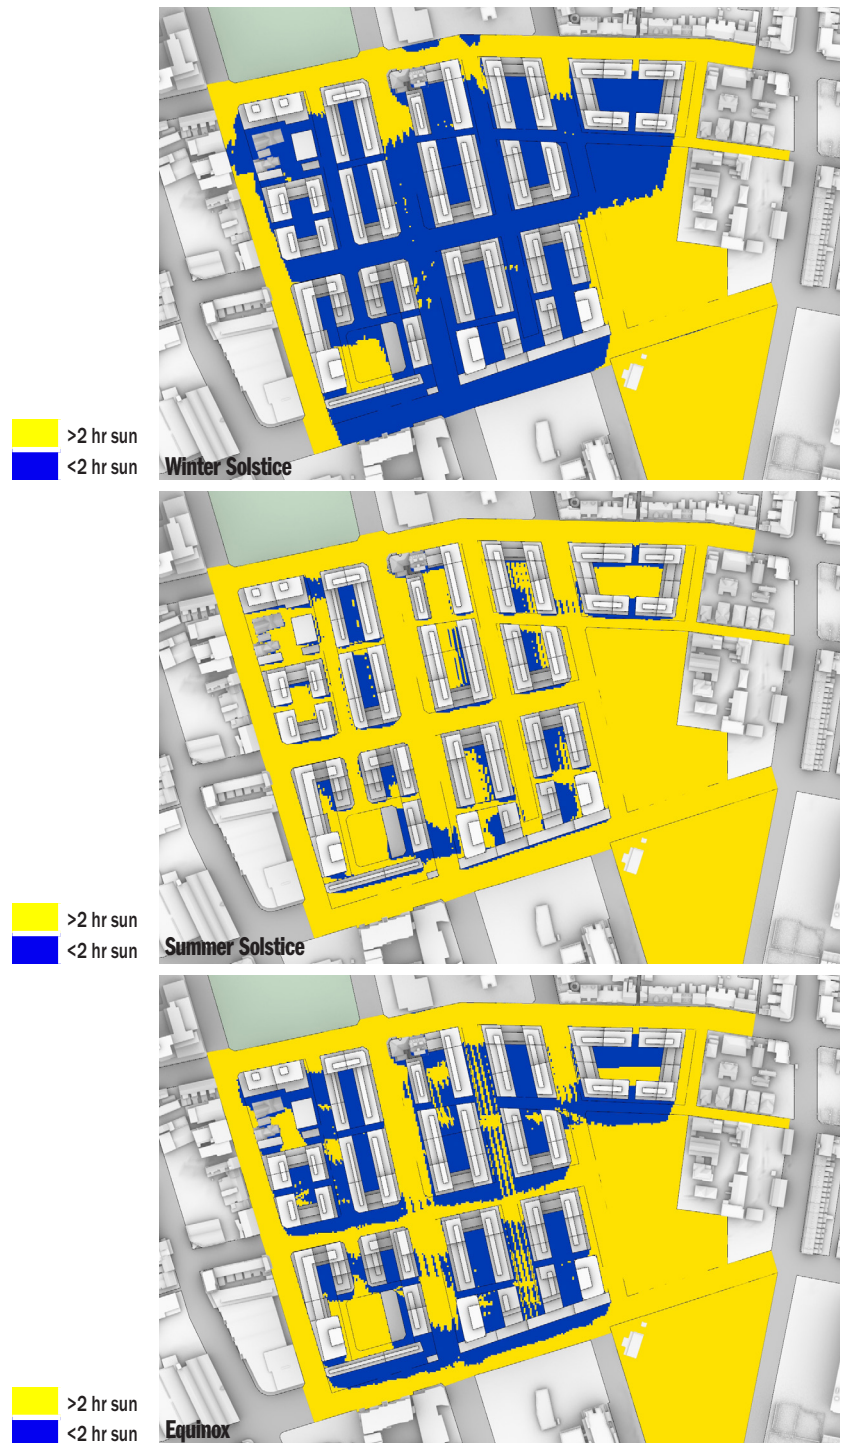 >2 hr sun
<2 hr sun
Winter Solstice
>2 hr sun
<2 hr sun
Summer Solstice
>2 hr sun
<2 hr sun
Equinox